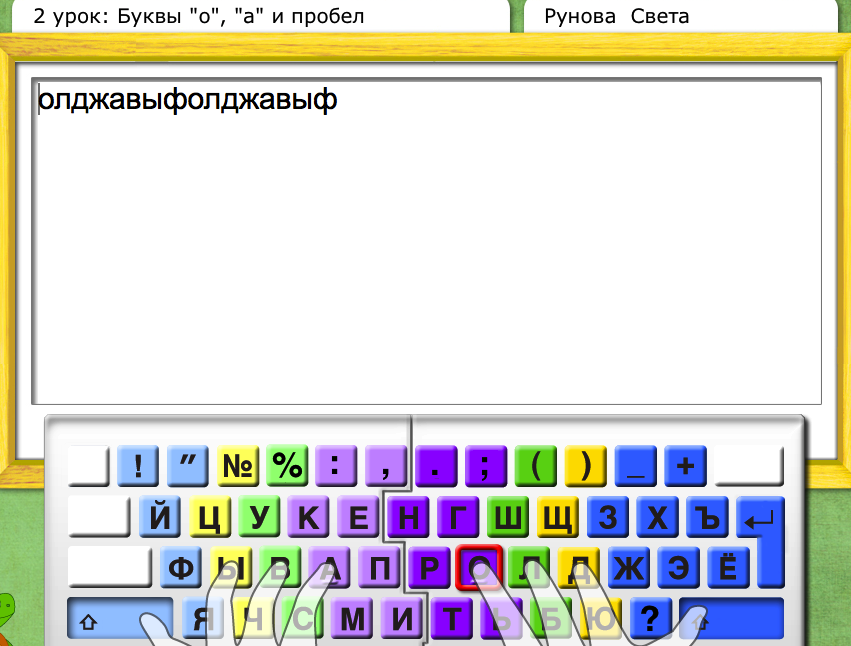 2 урок: Буквы "о", "а" и пробел
Рунова Света
олджавыфолджавыф
! " № % : , . ; ( ) _ +
Й Ц У К Е Н Г Ш Щ З Х Ъ
Ф Ы В А П Р О Л Д Ж Э Ё
Я Ч С М И Т Ь Б Ю ?